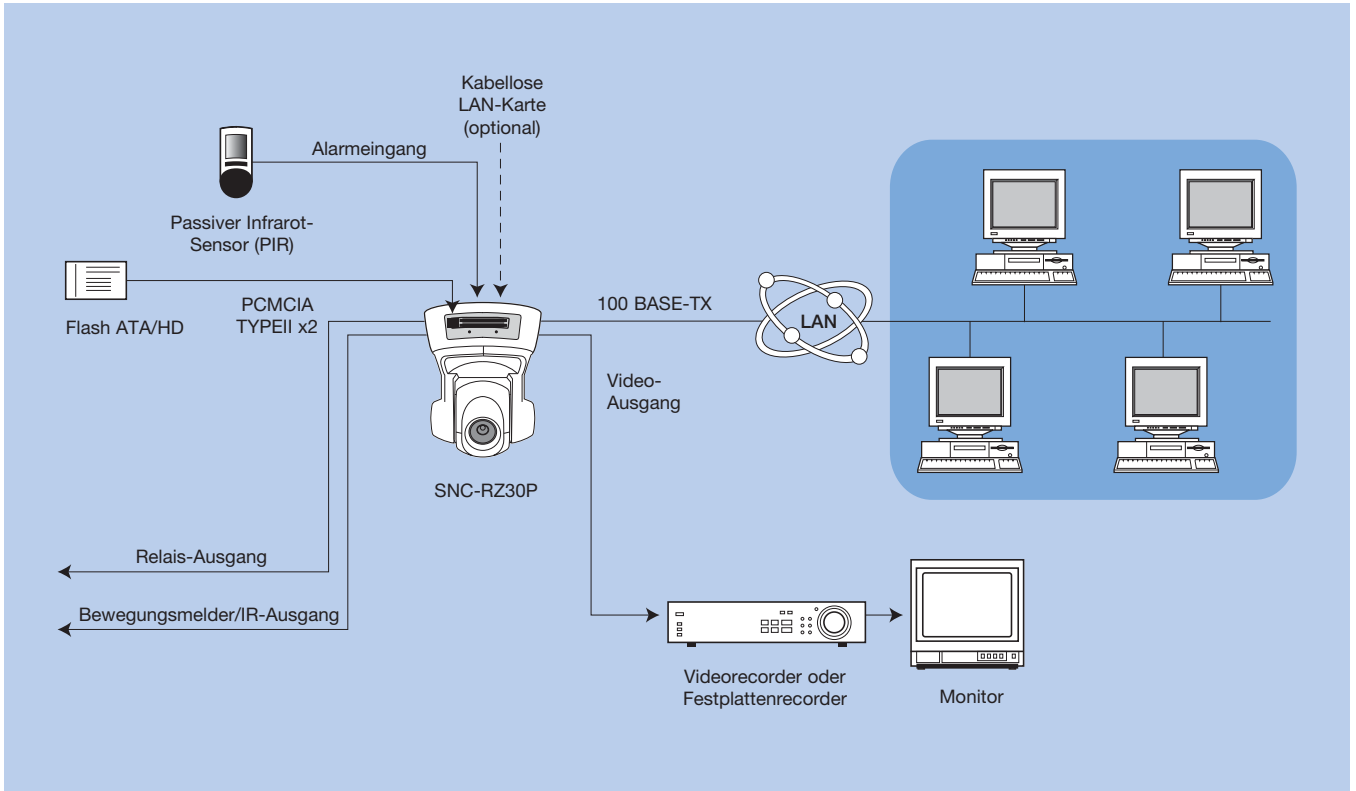 Kabellose
LAN-Karte
(optional)
Alarmeingang
Passiver Infrarot-
Sensor (PIR)
PCMCIA
TYPEII x2
Flash ATA/HD
100 BASE-TX
LAN
Video-
Ausgang
SNC-RZ30P
Relais-Ausgang
Bewegungsmelder/IR-Ausgang
Videorecorder oder
Festplattenrecorder
Monitor